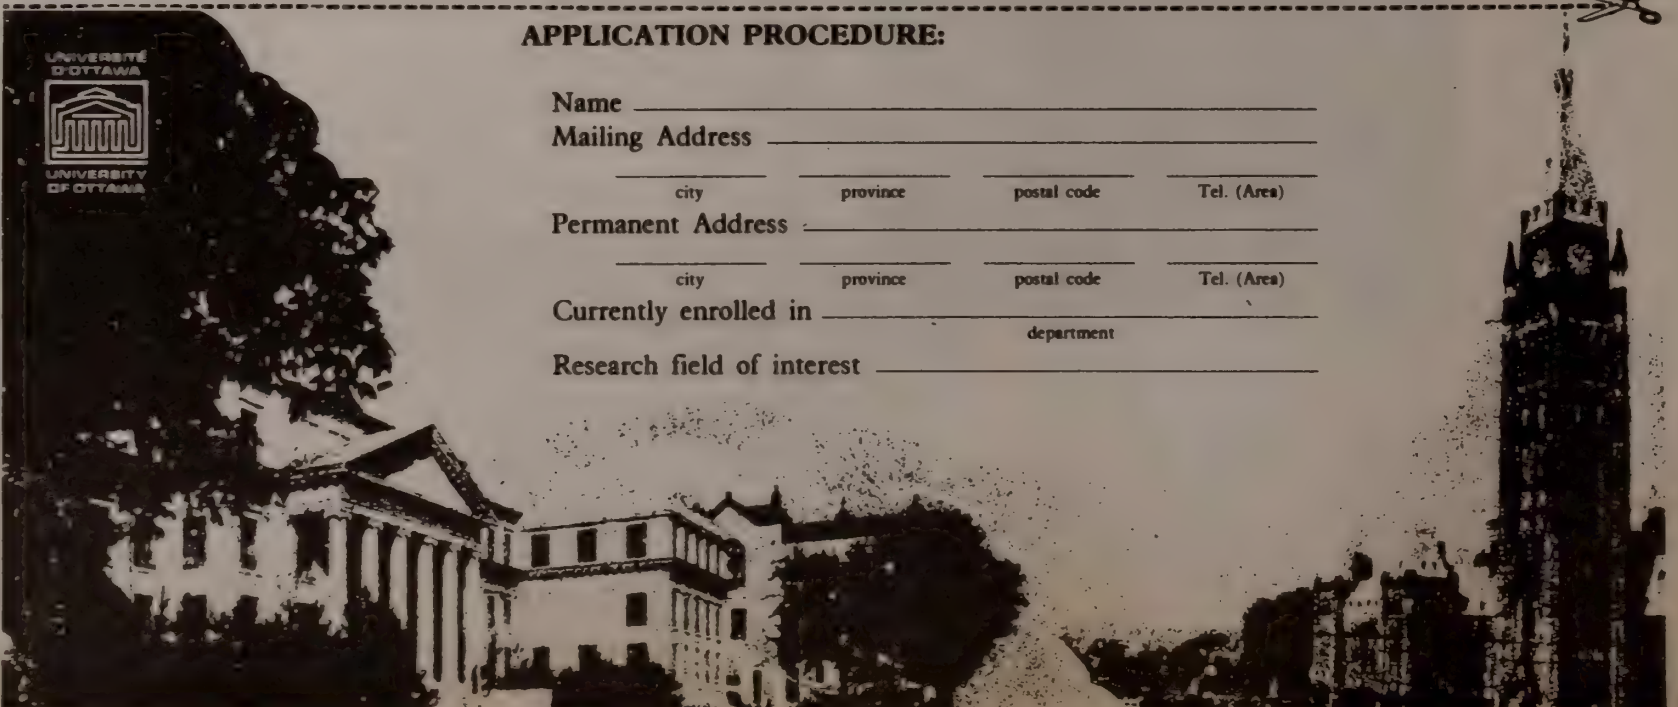 APPLICATION PROCEDURE:
UNIVERSITÉ
D'OTTAWA
UNIVERSITY
OF OTTAWA
Name
Mailing Address
city province postal code Tel. (Area)
Permanent Address
city province postal code Tel. (Area)
Currently enrolled in
department
Research field of interest